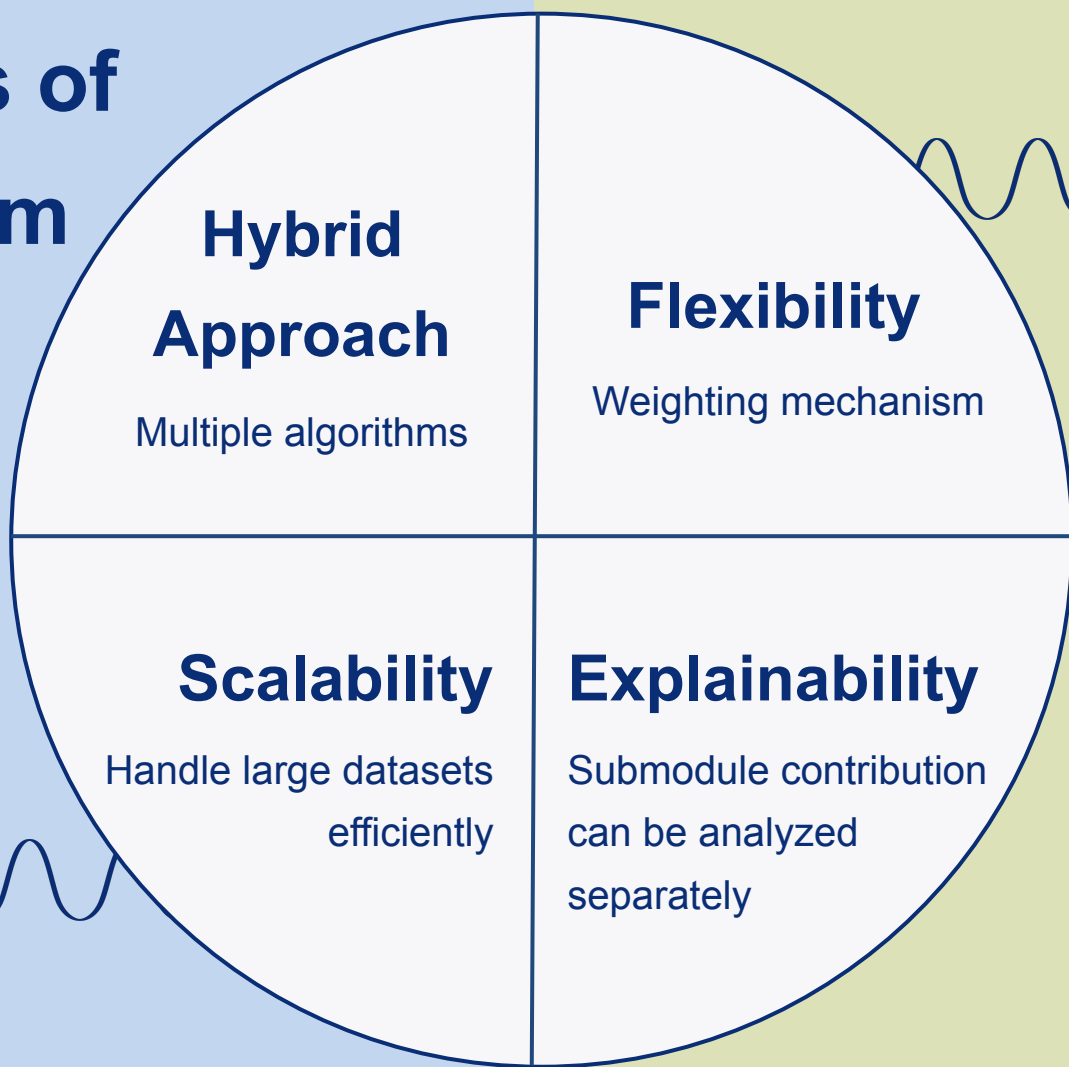 s of
m
Hybrid
Approach
Multiple algorithms
Flexibility
Weighting mechanism
Scalability
Handle large datasets
efficiently
Explainability
Submodule contribution
can be analyzed
separately